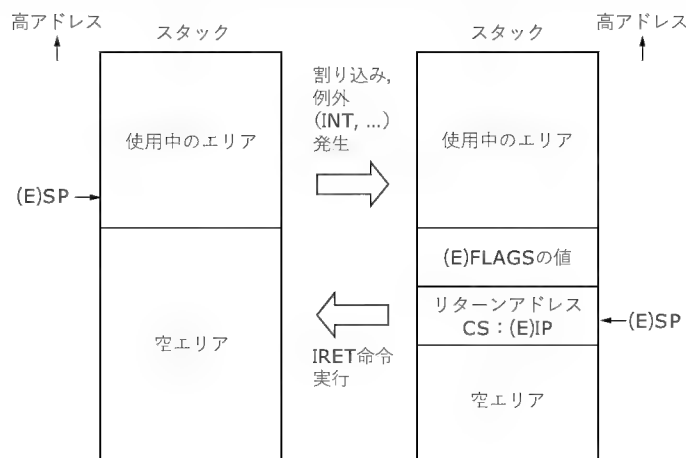 高アドレス
スタック
使用中のエリア
(E)SP
空エリア
割り込み,
例外
(INT, ...)
発生
IRET命令
実行
スタック
高アドレス
使用中のエリア
(E)FLAGSの値
リターンアドレス
CS：(E)IP
(E)SP
空エリア